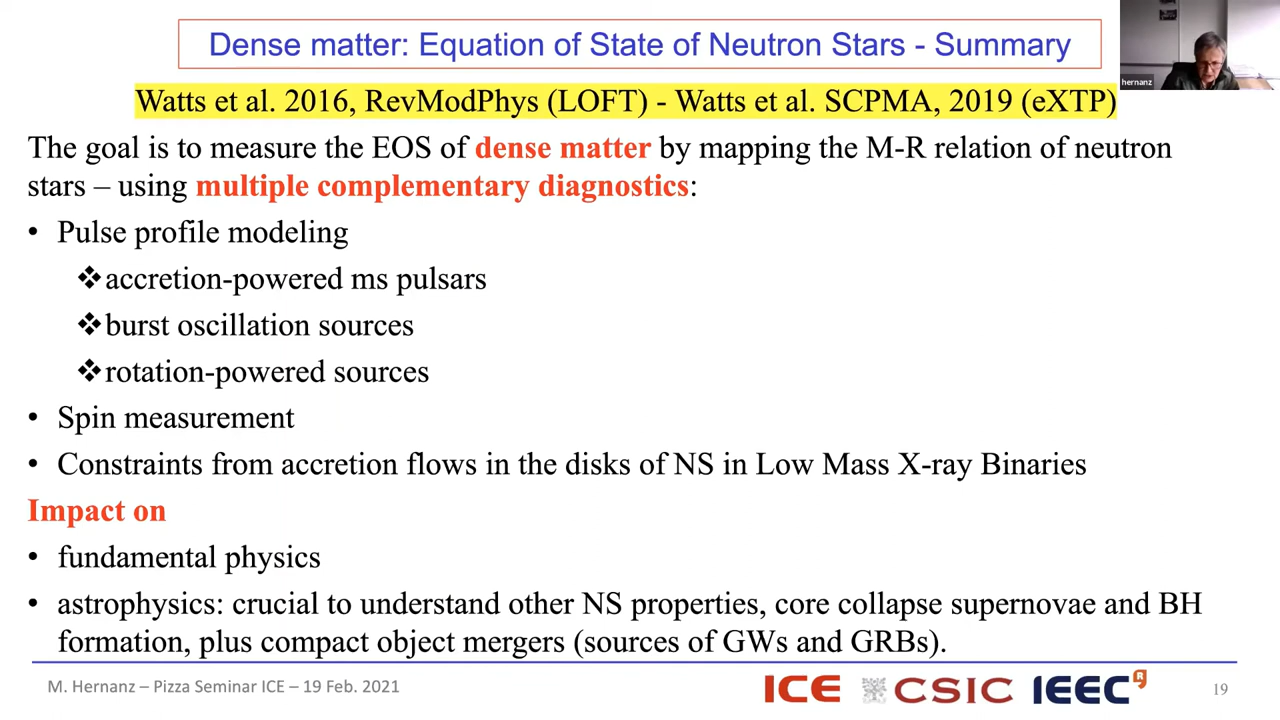 Dense matter: Equation of State of Neutron Stars - Summary
hernanz
Watts et al. 2016, RevModPhys (LOFT) - Watts et al. SCPMA, 2019 (eXTP)
The goal is to measure the EOS of dense matter by mapping the M-R relation of neutron
stars – using multiple complementary diagnostics:
• Pulse profile modeling
❖accretion-powered ms pulsars
❖burst oscillation sources
❖rotation-powered sources
• Spin measurement
• Constraints from accretion flows in the disks of NS in Low Mass X-ray Binaries
Impact on
• fundamental physics
• astrophysics: crucial to understand other NS properties, core collapse supernovae and BH
formation, plus compact object mergers (sources of GWs and GRBs).
M. Hernanz – Pizza Seminar ICE – 19 Feb. 2021
ICE CSIC IEEC R
19